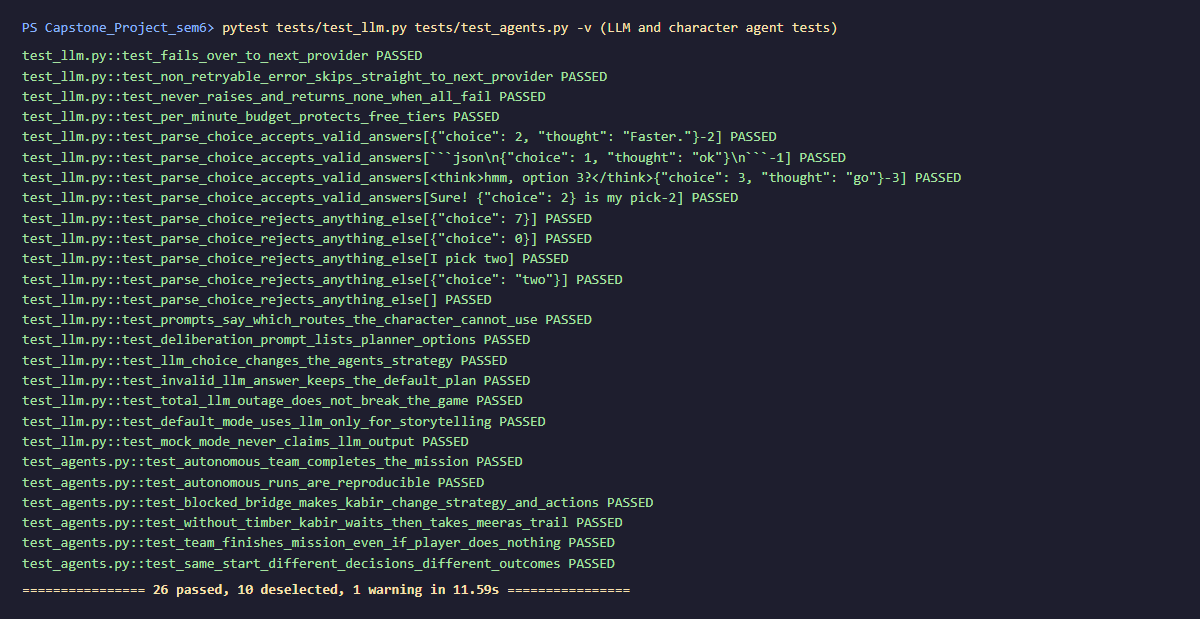 PS Capstone_Project_sem6> pytest tests/test_llm.py tests/test_agents.py -v (LLM and character agent tests)
test_llm.py::test_fails_over_to_next_provider PASSED
test_llm.py::test_non_retryable_error_skips_straight_to_next_provider PASSED
test_llm.py::test_never_raises_and_returns_none_when_all_fail PASSED
test_llm.py::test_per_minute_budget_protects_free_tiers PASSED
test_llm.py::test_parse_choice_accepts_valid_answers[{"choice": 2, "thought": "Faster."}-2] PASSED
test_llm.py::test_parse_choice_accepts_valid_answers[```json\n{"choice": 1, "thought": "ok"}\n```-1] PASSED
test_llm.py::test_parse_choice_accepts_valid_answers[<think>hmm, option 3?</think>{"choice": 3, "thought": "go"}-3] PASSED
test_llm.py::test_parse_choice_accepts_valid_answers[Sure! {"choice": 2} is my pick-2] PASSED
test_llm.py::test_parse_choice_rejects_anything_else[{"choice": 7}] PASSED
test_llm.py::test_parse_choice_rejects_anything_else[{"choice": 0}] PASSED
test_llm.py::test_parse_choice_rejects_anything_else[I pick two] PASSED
test_llm.py::test_parse_choice_rejects_anything_else[{"choice": "two"}] PASSED
test_llm.py::test_parse_choice_rejects_anything_else[] PASSED
test_llm.py::test_prompts_say_which_routes_the_character_cannot_use PASSED
test_llm.py::test_deliberation_prompt_lists_planner_options PASSED
test_llm.py::test_llm_choice_changes_the_agents_strategy PASSED
test_llm.py::test_invalid_llm_answer_keeps_the_default_plan PASSED
test_llm.py::test_total_llm_outage_does_not_break_the_game PASSED
test_llm.py::test_default_mode_uses_llm_only_for_storytelling PASSED
test_llm.py::test_mock_mode_never_claims_llm_output PASSED
test_agents.py::test_autonomous_team_completes_the_mission PASSED
test_agents.py::test_autonomous_runs_are_reproducible PASSED
test_agents.py::test_blocked_bridge_makes_kabir_change_strategy_and_actions PASSED
test_agents.py::test_without_timber_kabir_waits_then_takes_meeras_trail PASSED
test_agents.py::test_team_finishes_mission_even_if_player_does_nothing PASSED
test_agents.py::test_same_start_different_decisions_different_outcomes PASSED
================ 26 passed, 10 deselected, 1 warning in 11.59s ================